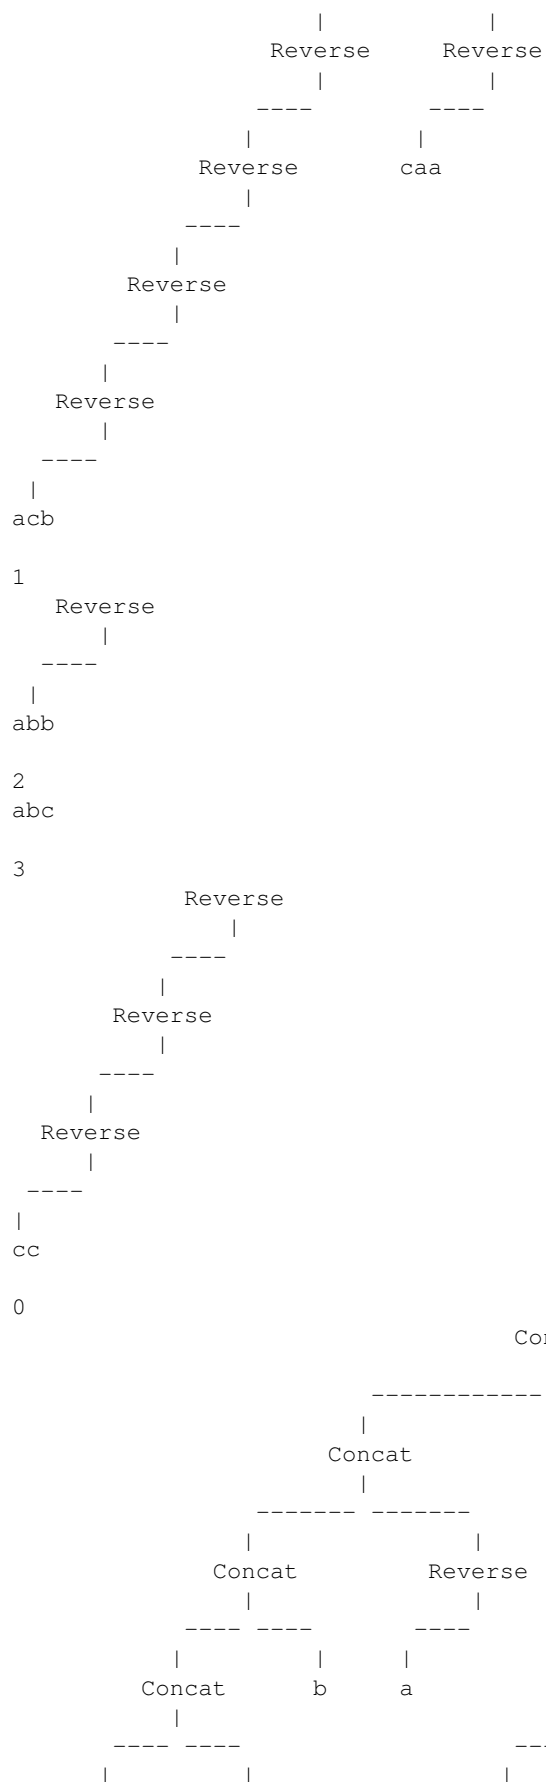 |            |
Reverse     Reverse
|            |
----        ----
|           |
Reverse       caa
|
----
|
Reverse
|
----
|
Reverse
|
----
|
acb
1
Reverse
|
----
|
abb
2
abc
3
Reverse
|
----
|
Reverse
|
----
|
Reverse
|
----
|
cc
0
Con
------------
|
Concat
|
------- -------
|               |
Concat         Reverse
|               |
---- ----       ----
|         |     |
Concat      b     a
|
---- ----                   --
|         |                 |